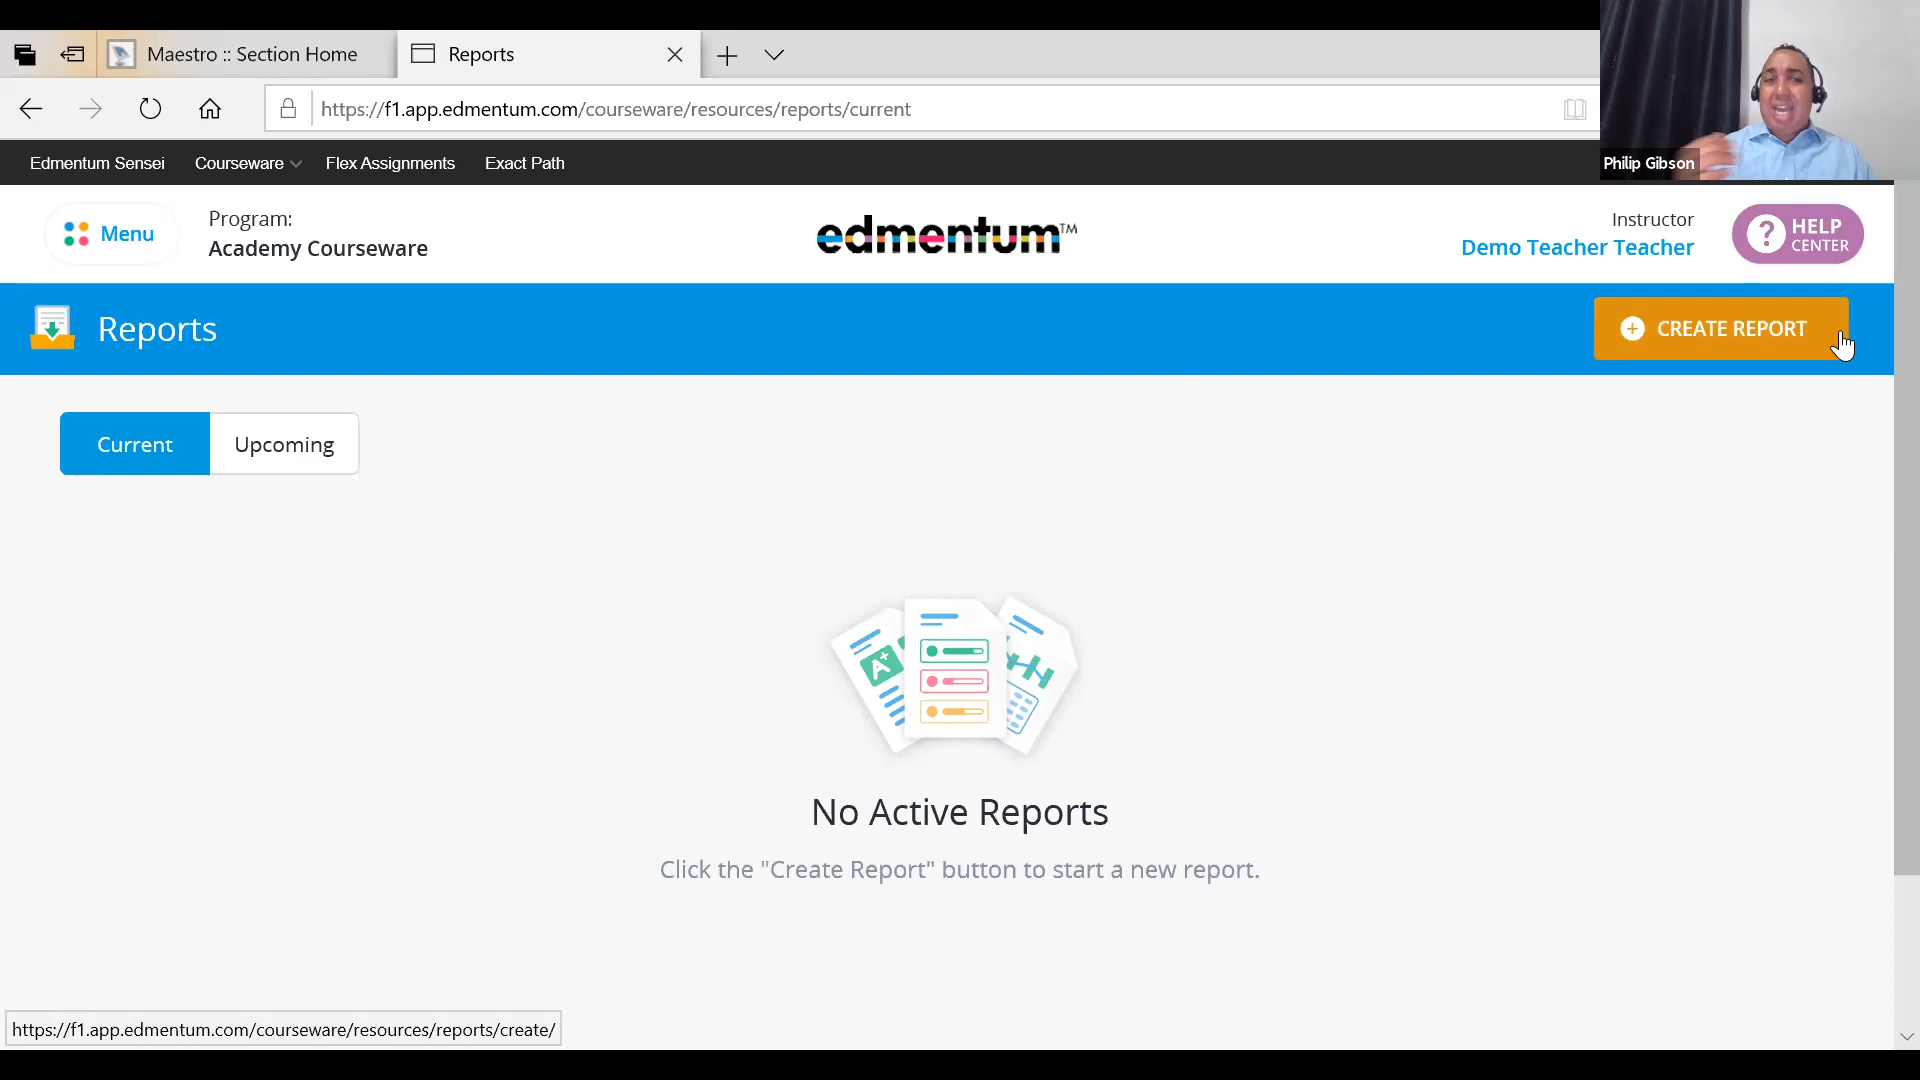 Maestro :: Section Home
Reports
https://f1.app.edmentum.com/courseware/resources/reports/current
Edmentum Sensei
Courseware
Flex Assignments
Exact Path
Philip Gibson
Menu
Program:
Academy Courseware
edmentum™
Instructor
Demo Teacher Teacher
? HELP
CENTER
Reports
CREATE REPORT
Current
Upcoming
A+
No Active Reports
Click the "Create Report" button to start a new report.
https://f1.app.edmentum.com/courseware/resources/reports/create/